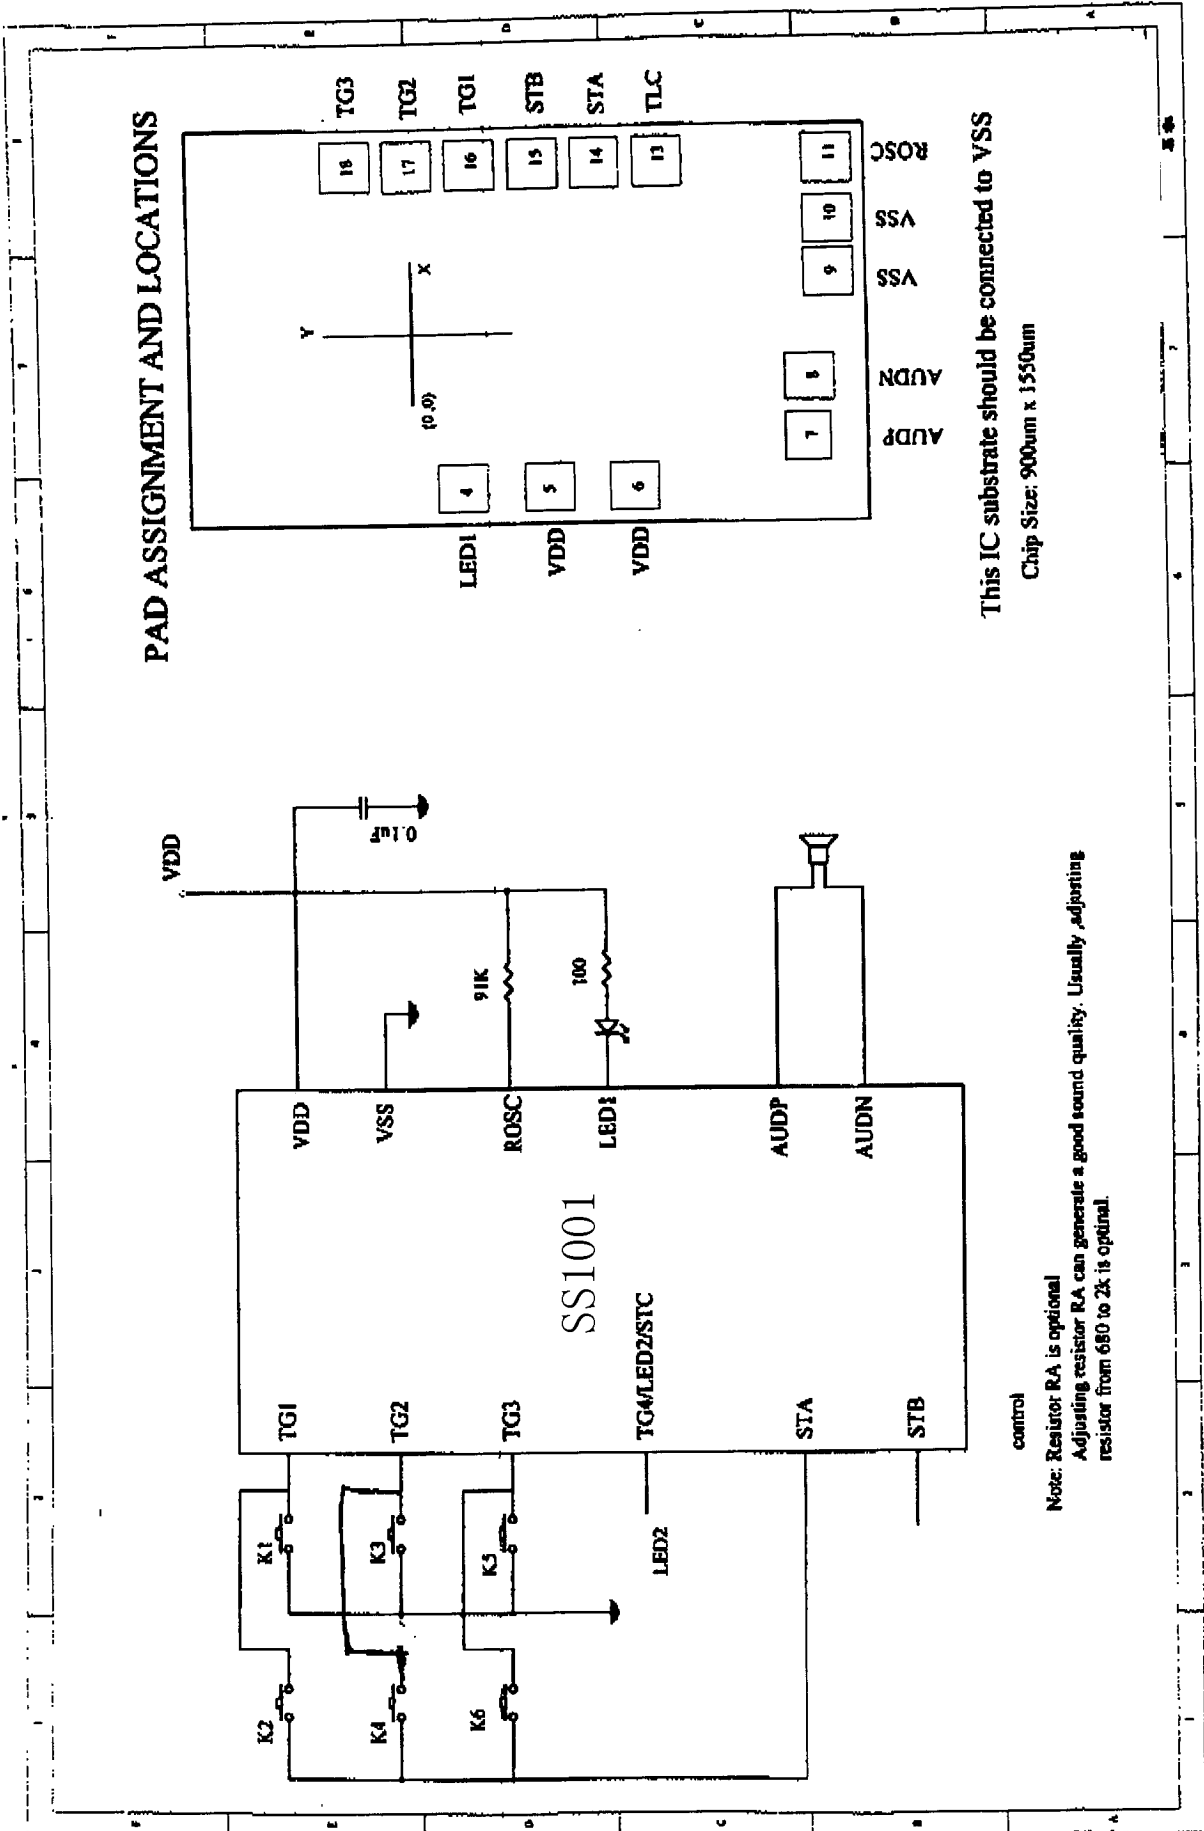 PAD ASSIGNMENT AND LOCATIONS
TG3
TG2
TG1
STB
STA
TLC
18
17
16
15
14
13
11
ROSC
10
VSS
9
VSS
8
AUDN
7
AUDP
Y
X
(0,0)
4
5
6
LED1
VDD
VDD
This IC substrate should be connected to VSS
Chip Size: 900um x 1550um
VDD
0.1uF
91K
100
VDD
VSS
ROSC
LED1
AUDP
AUDN
SS1001
TG1
TG2
TG3
TG4/LED2/STC
STA
STB
K1
K3
K5
LED2
K2
K4
K6
control
Note: Resistor RA is optional
Adjusting resistor RA can generate a good sound quality. Usually ,adjusting
resistor from 680 to 2k is optinal.